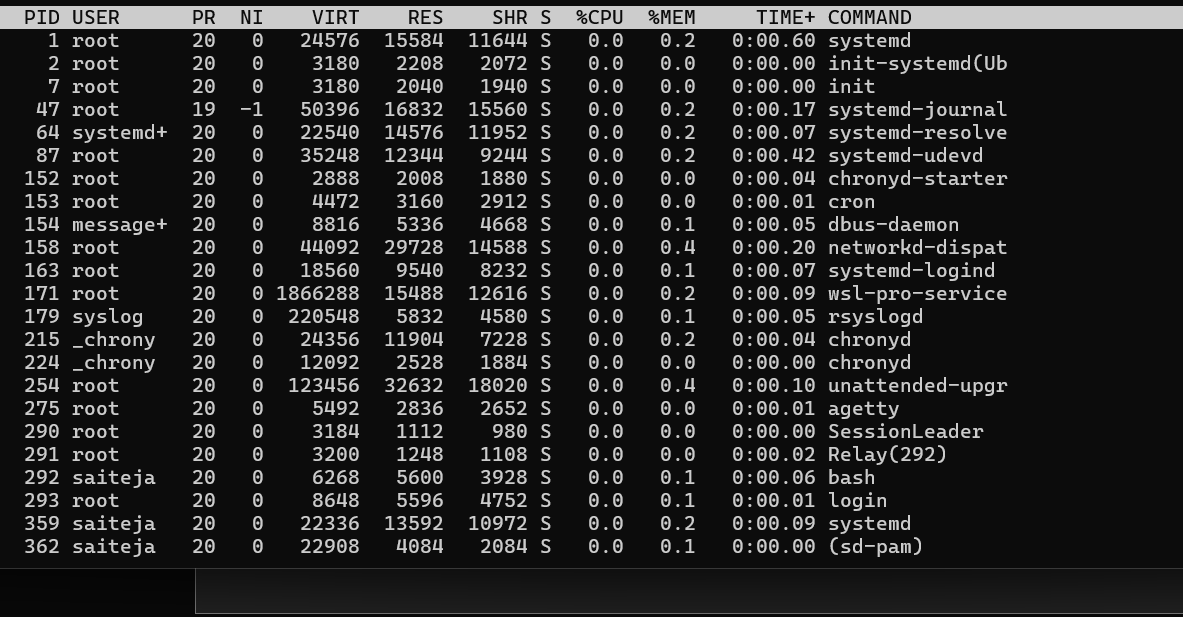 PID USER PR NI VIRT RES SHR S %CPU %MEM TIME+ COMMAND
1 root 20 0 24576 15584 11644 S 0.0 0.2 0:00.60 systemd
2 root 20 0 3180 2208 2072 S 0.0 0.0 0:00.00 init-systemd(Ub
7 root 20 0 3180 2040 1940 S 0.0 0.0 0:00.00 init
47 root 19 -1 50396 16832 15560 S 0.0 0.2 0:00.17 systemd-journal
64 systemd+ 20 0 22540 14576 11952 S 0.0 0.2 0:00.07 systemd-resolve
87 root 20 0 35248 12344 9244 S 0.0 0.2 0:00.42 systemd-udevd
152 root 20 0 2888 2008 1880 S 0.0 0.0 0:00.04 chronyd-starter
153 root 20 0 4472 3160 2912 S 0.0 0.0 0:00.01 cron
154 message+ 20 0 8816 5336 4668 S 0.0 0.1 0:00.05 dbus-daemon
158 root 20 0 44092 29728 14588 S 0.0 0.4 0:00.20 networkd-dispat
163 root 20 0 18560 9540 8232 S 0.0 0.1 0:00.07 systemd-logind
171 root 20 0 1866288 15488 12616 S 0.0 0.2 0:00.09 wsl-pro-service
179 syslog 20 0 220548 5832 4580 S 0.0 0.1 0:00.05 rsyslogd
215 _chrony 20 0 24356 11904 7228 S 0.0 0.2 0:00.04 chronyd
224 _chrony 20 0 12092 2528 1884 S 0.0 0.0 0:00.00 chronyd
254 root 20 0 123456 32632 18020 S 0.0 0.4 0:00.10 unattended-upgr
275 root 20 0 5492 2836 2652 S 0.0 0.0 0:00.01 agetty
290 root 20 0 3184 1112 980 S 0.0 0.0 0:00.00 SessionLeader
291 root 20 0 3200 1248 1108 S 0.0 0.0 0:00.02 Relay(292)
292 saiteja 20 0 6268 5600 3928 S 0.0 0.1 0:00.06 bash
293 root 20 0 8648 5596 4752 S 0.0 0.1 0:00.01 login
359 saiteja 20 0 22336 13592 10972 S 0.0 0.2 0:00.09 systemd
362 saiteja 20 0 22908 4084 2084 S 0.0 0.1 0:00.00 (sd-pam)